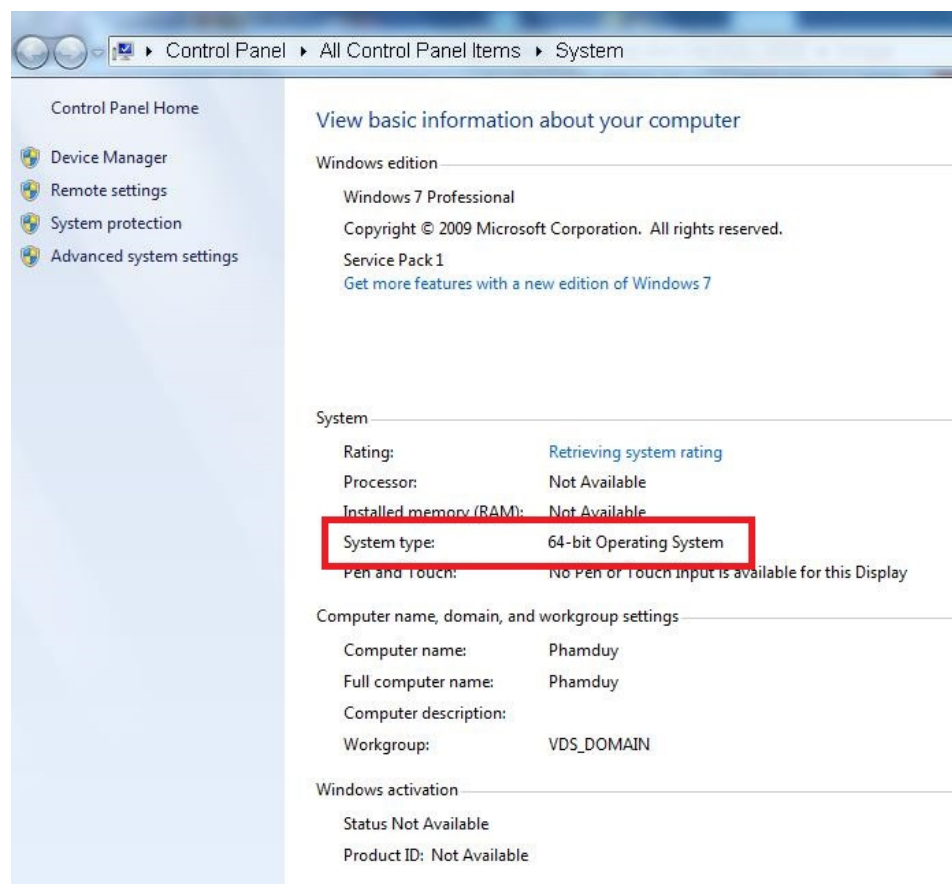 Control Panel ▸ All Control Panel Items ▸ System
Control Panel Home
Device Manager
Remote settings
System protection
Advanced system settings
View basic information about your computer
Windows edition
Windows 7 Professional
Copyright © 2009 Microsoft Corporation. All rights reserved.
Service Pack 1
Get more features with a new edition of Windows 7
System
Rating: Retrieving system rating
Processor: Not Available
Installed memory (RAM): Not Available
System type: 64-bit Operating System
Pen and Touch: No Pen or Touch Input is available for this Display
Computer name, domain, and workgroup settings
Computer name: Phamduy
Full computer name: Phamduy
Computer description:
Workgroup: VDS_DOMAIN
Windows activation
Status Not Available
Product ID: Not Available